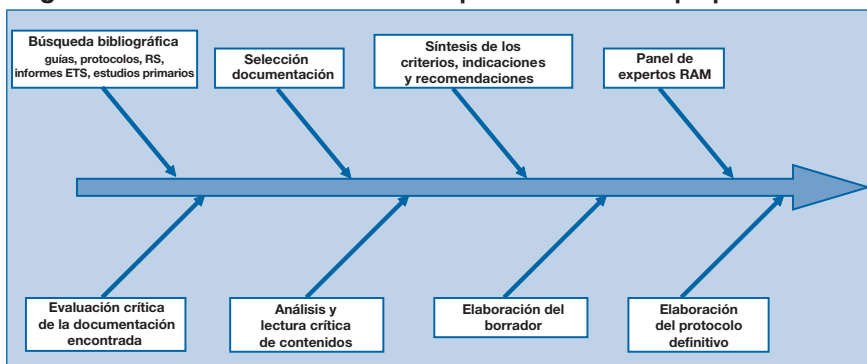 Búsqueda bibliográfica
guías, protocolos, RS,
informes ETS, estudios primarios
Selección
documentación
Síntesis de los
criterios, indicaciones
y recomendaciones
Panel de
expertos RAM
Evaluación crítica
de la documentación
encontrada
Análisis y
lectura crítica
de contenidos
Elaboración del
borrador
Elaboración
del protocolo
definitivo